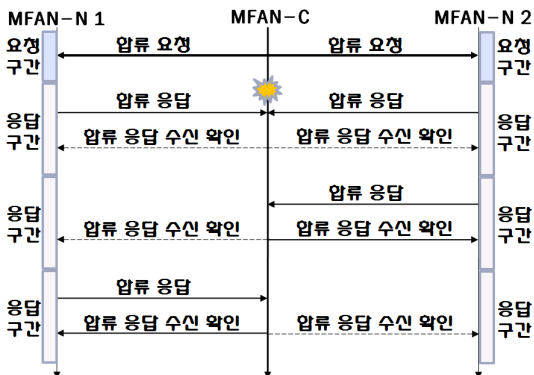 MFAN-N 1 MFAN-C MFAN-N 2
요청 구간 합류 요청 합류 요청 요청 구간
합류 응답 합류 응답
응답 구간 합류 응답 수신 확인 합류 응답 수신 확인 응답 구간
합류 응답
응답 구간 합류 응답 수신 확인 합류 응답 수신 확인 응답 구간
합류 응답
응답 구간 합류 응답 수신 확인 합류 응답 수신 확인 응답 구간